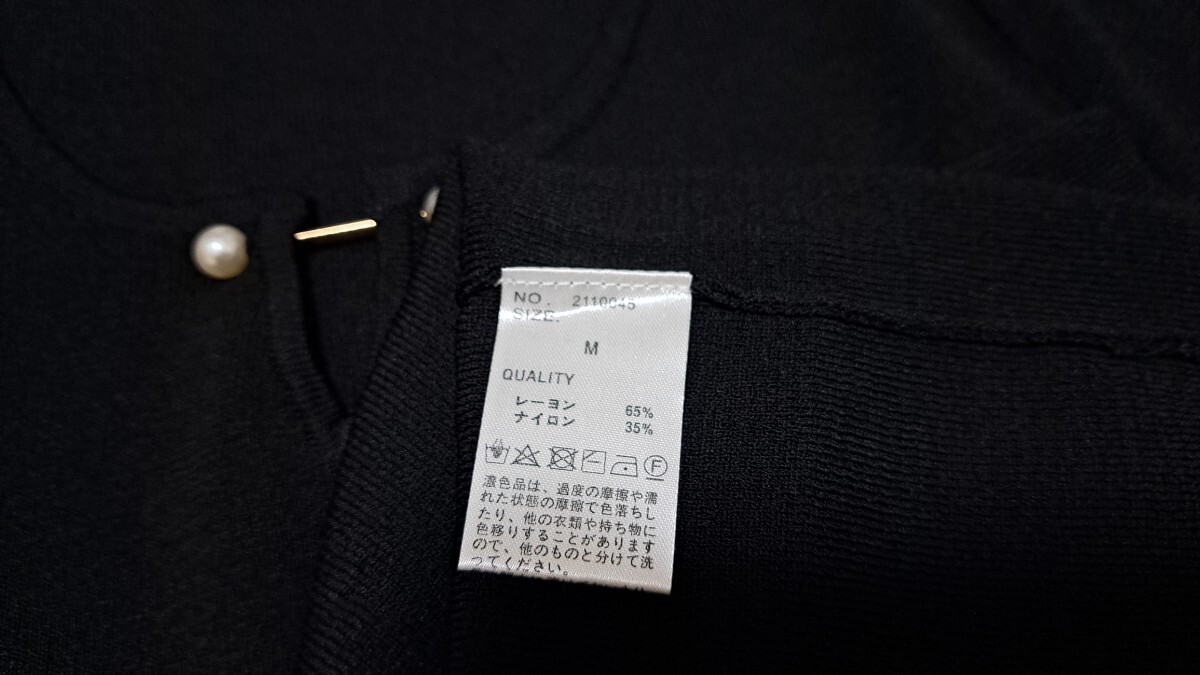 NO. 2110045
SIZE.
M
QUALITY
レーヨン 65%
ナイロン 35%
F
濃色品は、過度の摩擦や濡
れた状態の摩擦で色落ちし
たり、他の衣類や持ち物に
色移りすることがあります
ので、他のものと分けて洗
ってください。